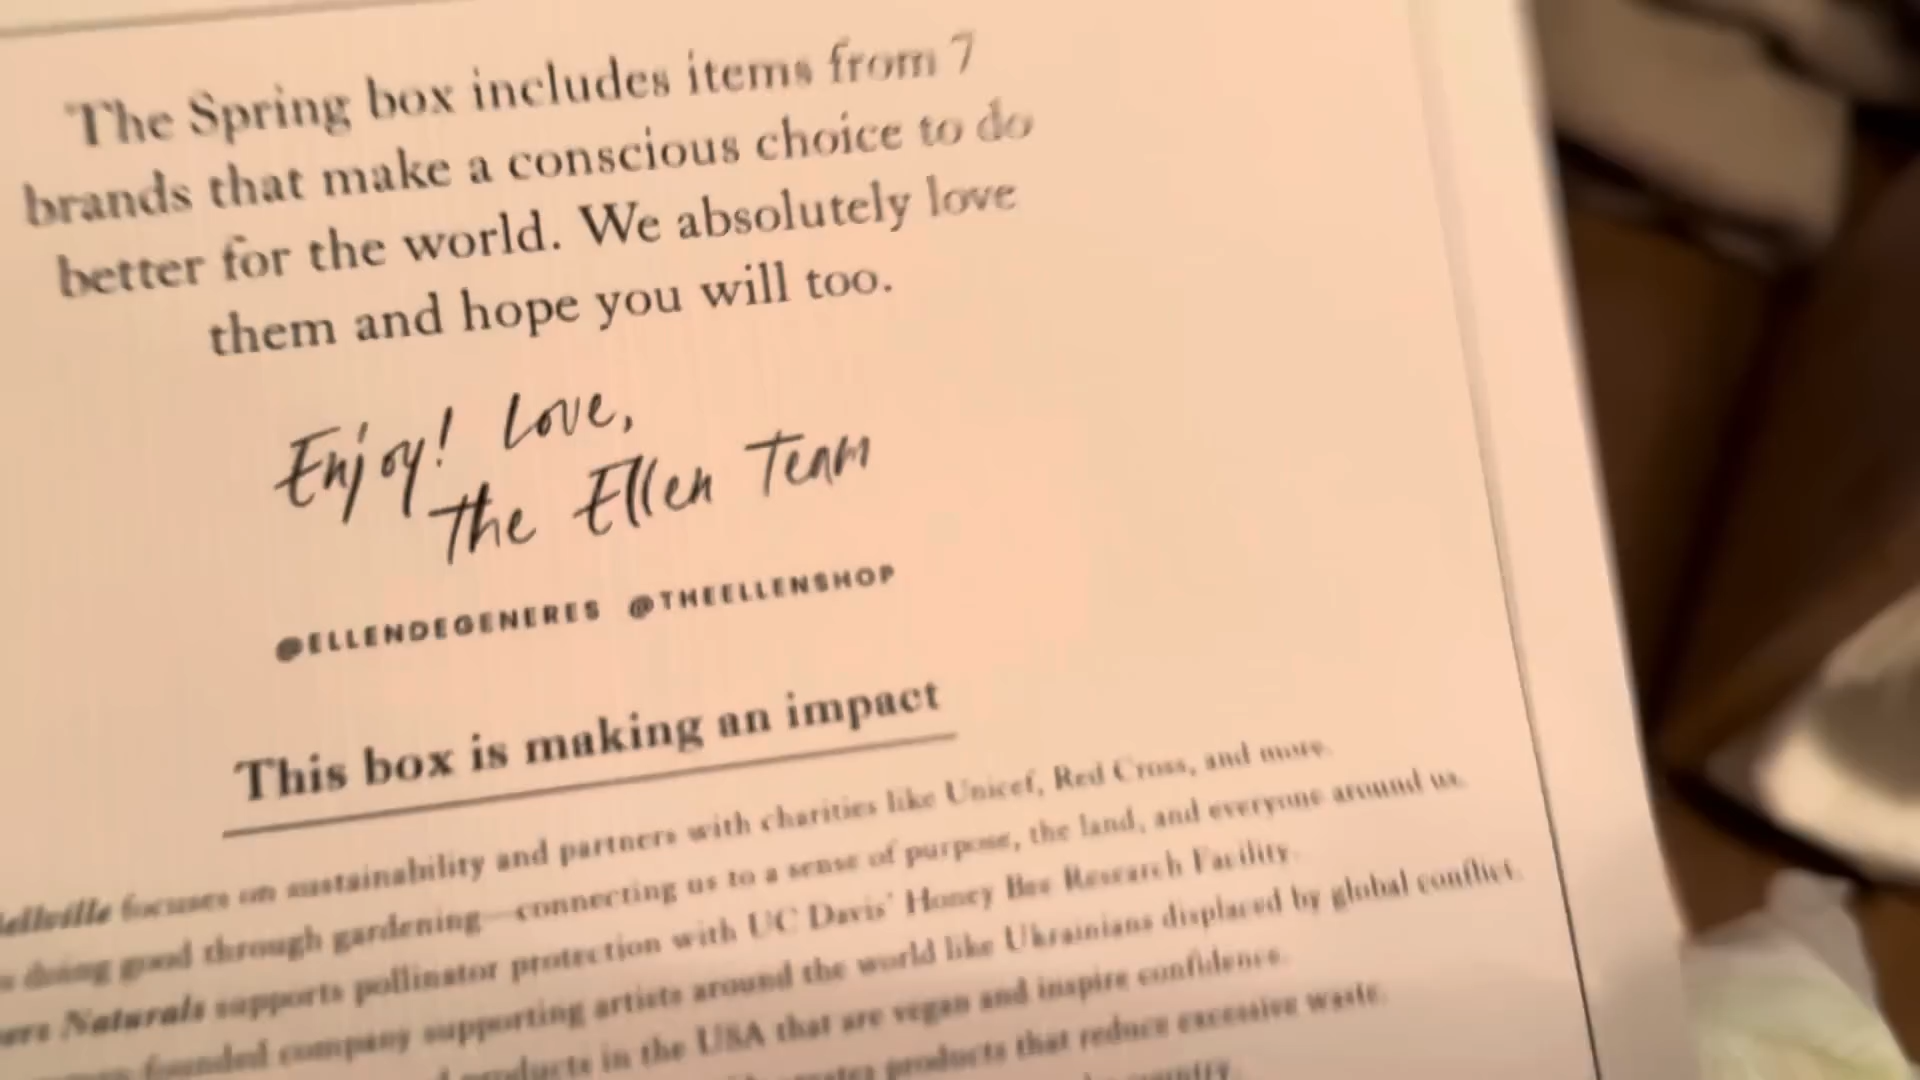 The Spring box includes items from 7
brands that make a conscious choice to do
better for the world. We absolutely love
them and hope you will too.
Enjoy! Love,
the Ellen Team
@ELLENDEGENERES @THEELLENSHOP
This box is making an impact
focuses on sustainability and partners with charities like Unicef, Red Cross, and more.
doing good through gardening—connecting us to a sense of purpose, the land, and everyone around us.
Naturals supports pollinator protection with UC Davis' Honey Bee Research Facility.
founded company supporting artists around the world like Ukrainians displaced by global conflict.
products in the USA that are vegan and inspire confidence.
products that reduce excessive waste.
country.